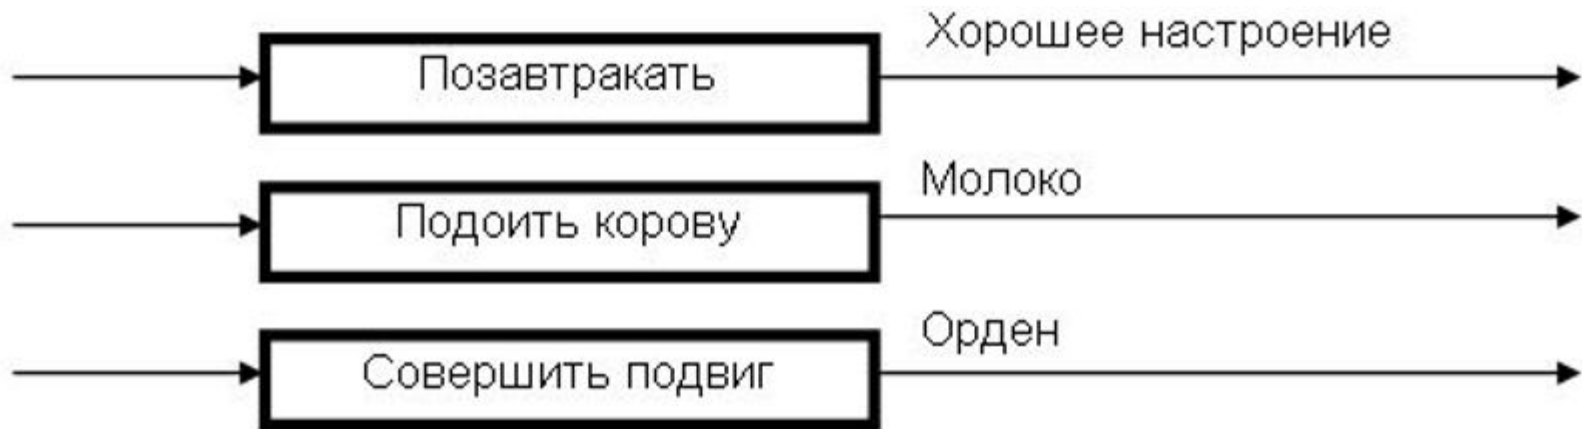 Хорошее настроение
Позавтракать
Молоко
Подоить корову
Орден
Совершить подвиг